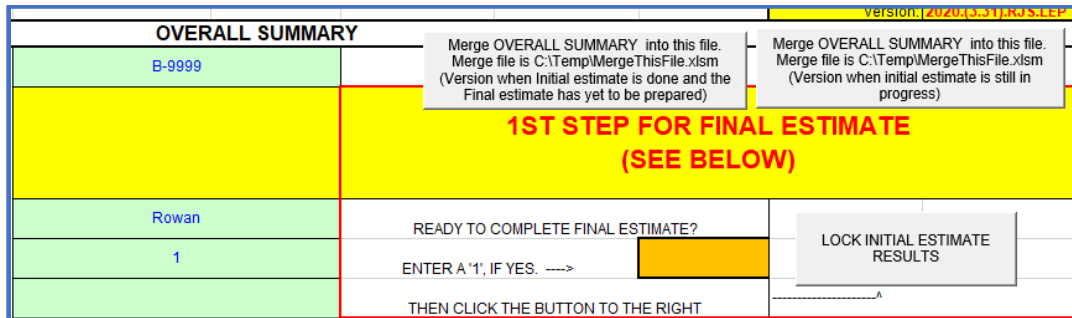 Version: 2020.(3.31).RJS.LEP
OVERALL SUMMARY
Merge OVERALL SUMMARY into this file.
Merge file is C:\Temp\MergeThisFile.xlsm
(Version when Initial estimate is done and the
Final estimate has yet to be prepared)
Merge OVERALL SUMMARY into this file.
Merge file is C:\Temp\MergeThisFile.xlsm
(Version when initial estimate is still in
progress)
B-9999
1ST STEP FOR FINAL ESTIMATE
(SEE BELOW)
Rowan
READY TO COMPLETE FINAL ESTIMATE?
LOCK INITIAL ESTIMATE
RESULTS
1
ENTER A '1', IF YES. ---->
THEN CLICK THE BUTTON TO THE RIGHT
---------------------^